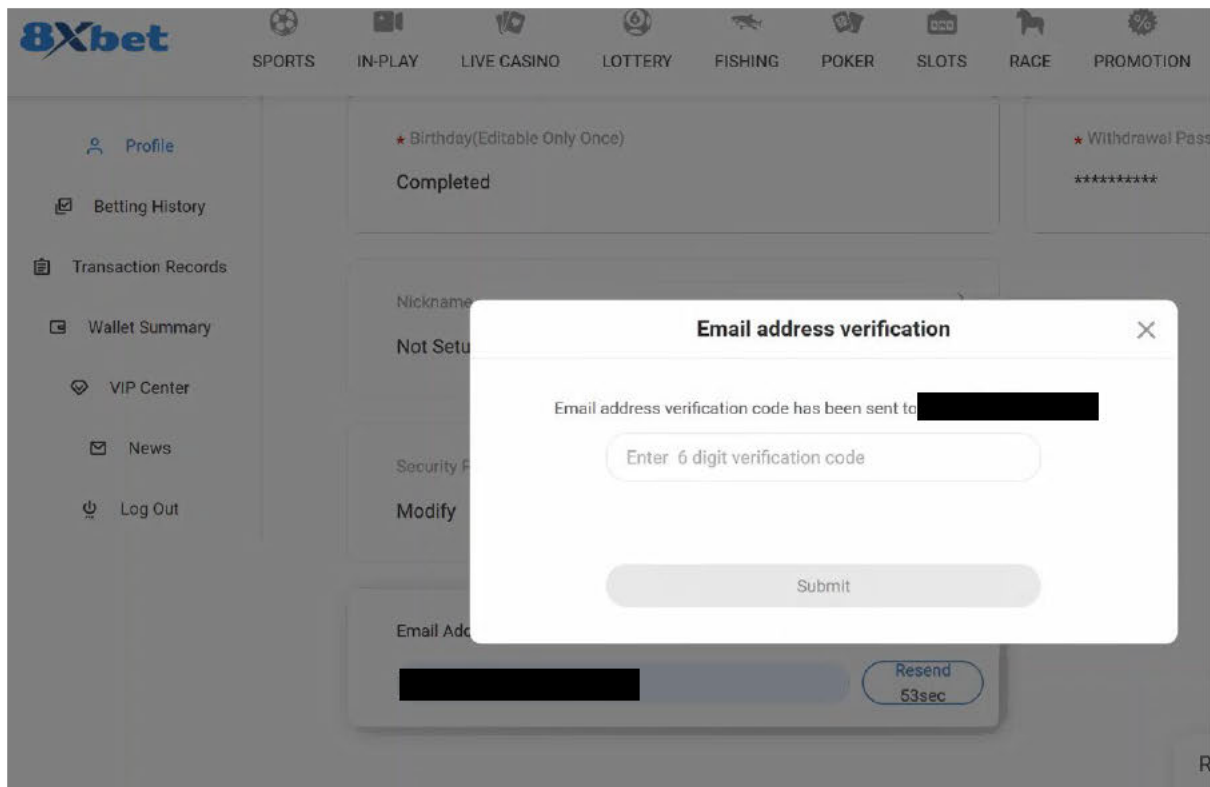 8Xbet
SPORTS IN-PLAY LIVE CASINO LOTTERY FISHING POKER SLOTS RACE PROMOTION
Profile
Betting History
Transaction Records
Wallet Summary
VIP Center
News
Log Out
* Birthday(Editable Only Once)
Completed
* Withdrawal Pass
**********
Nickname
Not Setu
Security P
Modify
Email address verification
Email address verification code has been sent to
Enter 6 digit verification code
Submit
Email Add
Resend
53sec
R